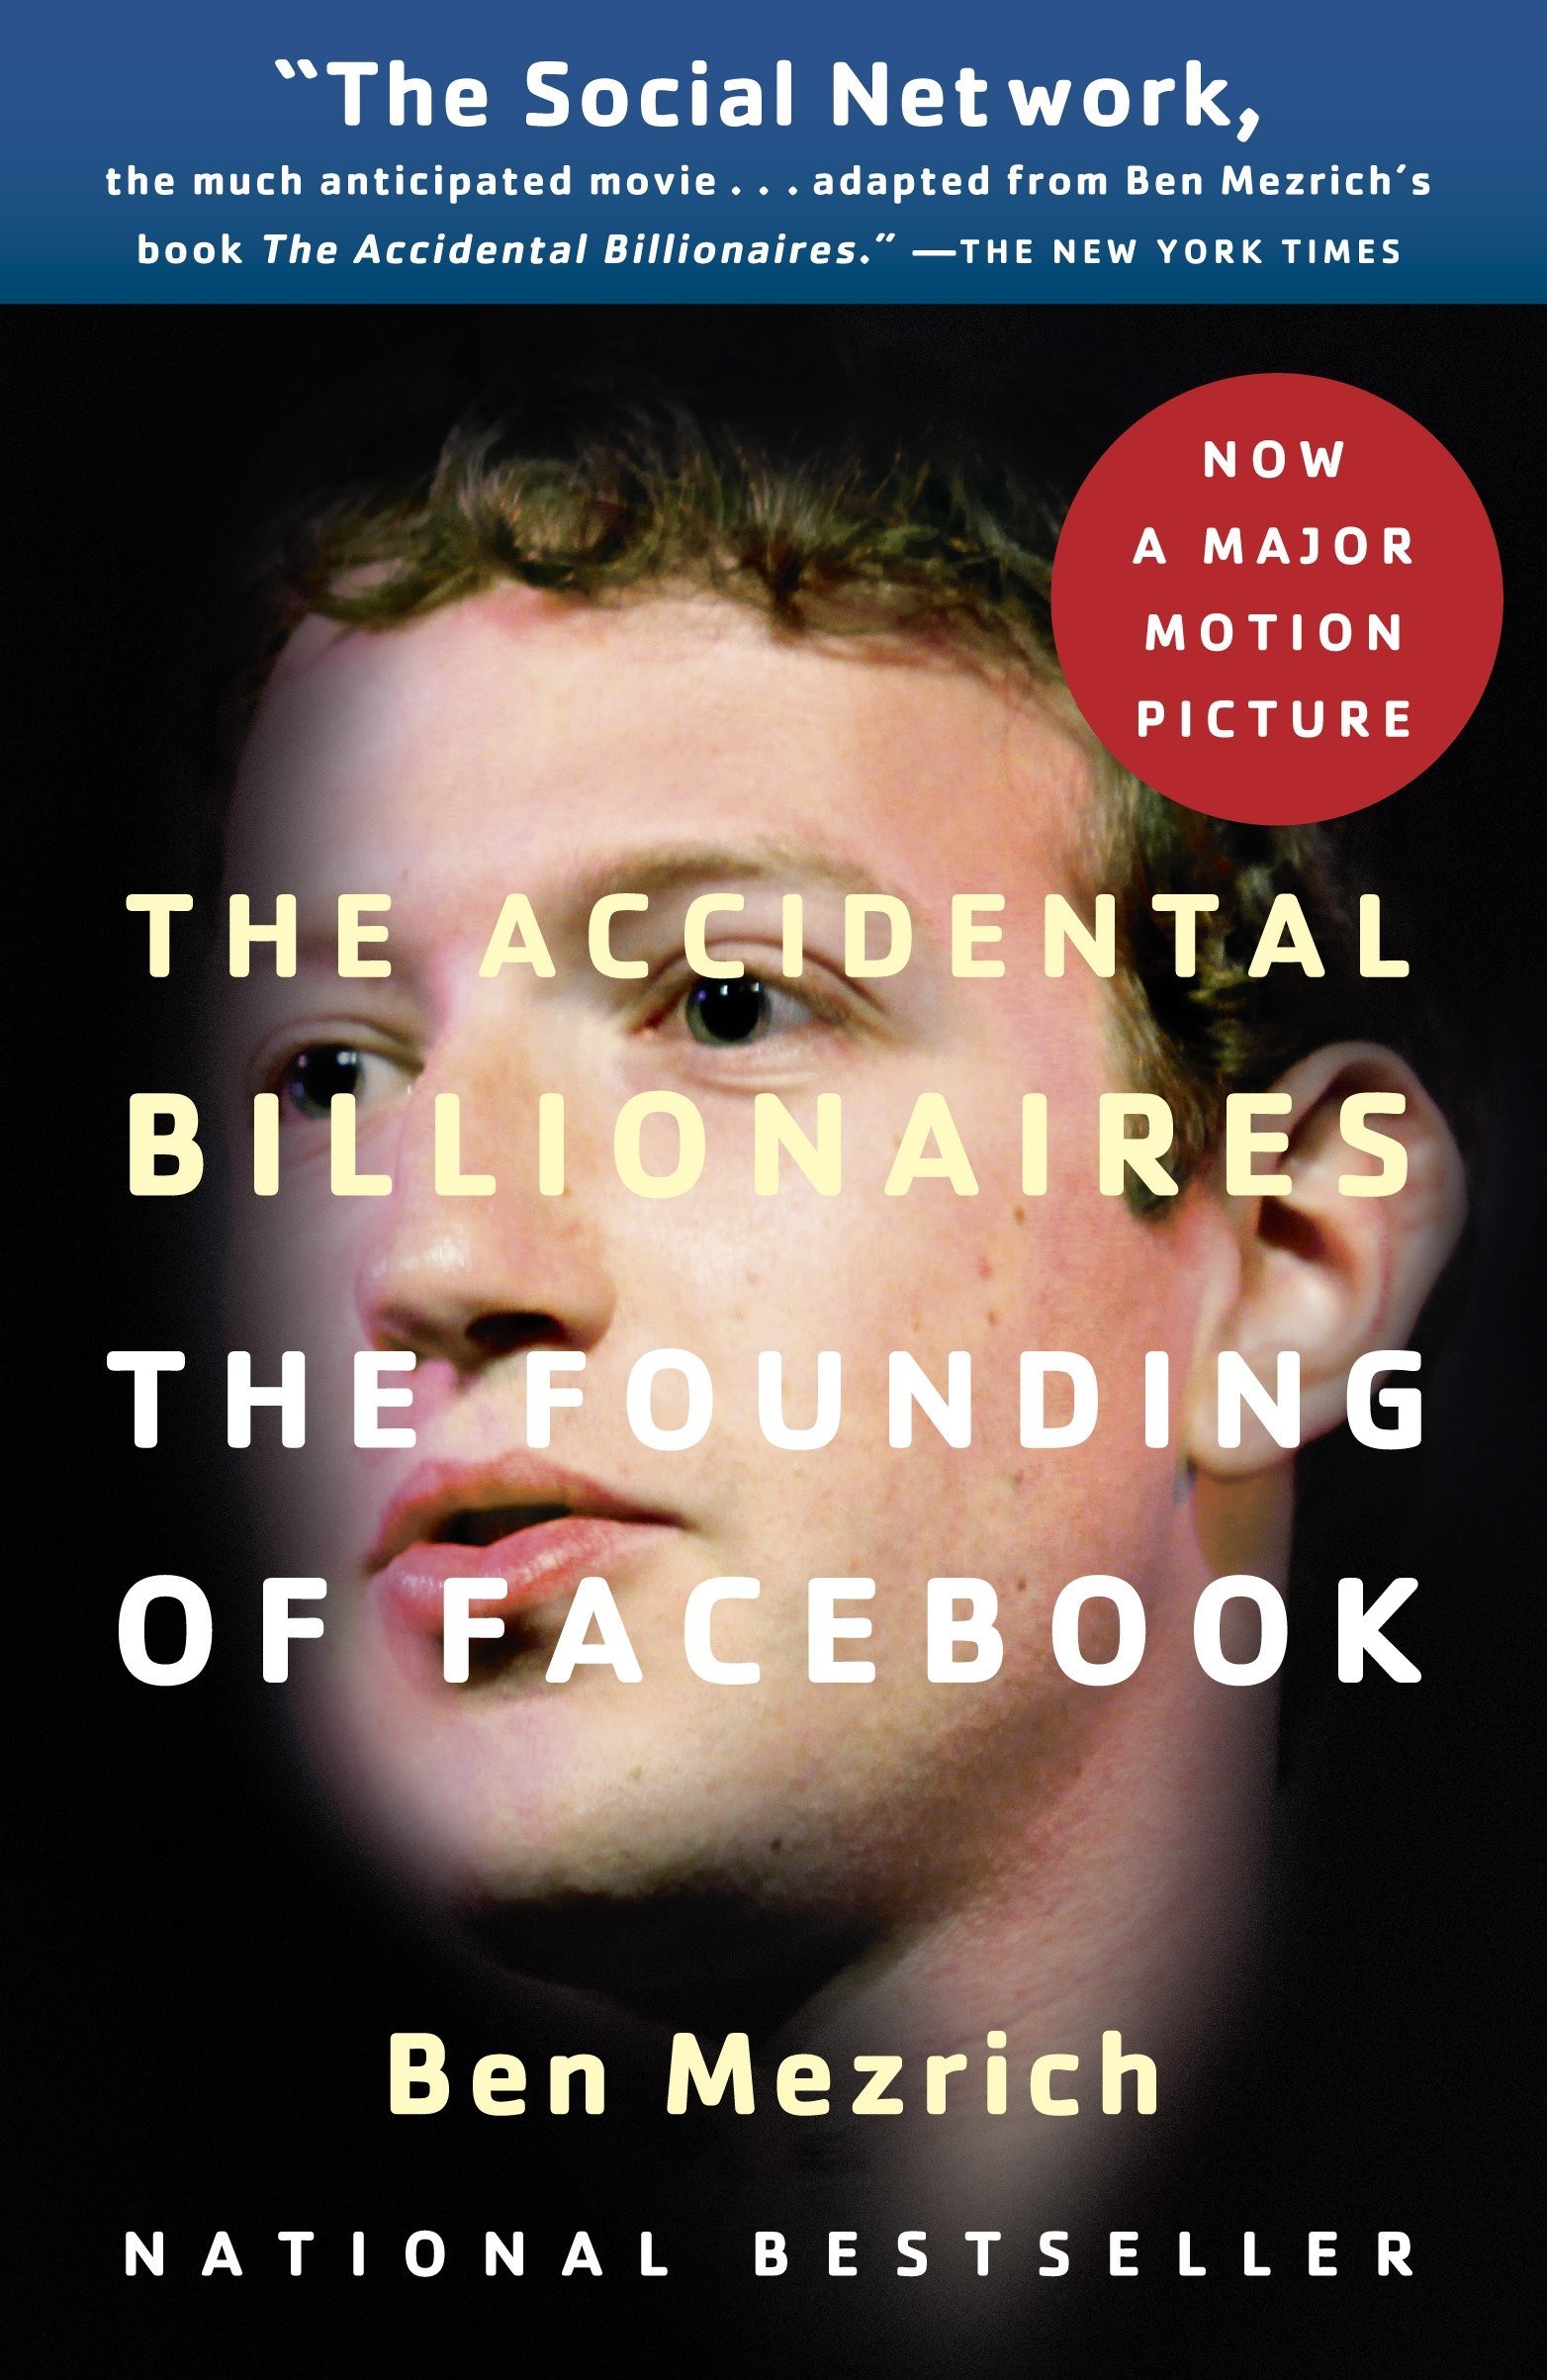 “The Social Network,
the much anticipated movie . . . adapted from Ben Mezrich's
book The Accidental Billionaires.” —THE NEW YORK TIMES
NOW
A MAJOR
MOTION
PICTURE
THE ACCIDENTAL
BILLIONAIRES
THE FOUNDING
OF FACEBOOK
Ben Mezrich
NATIONAL BESTSELLER